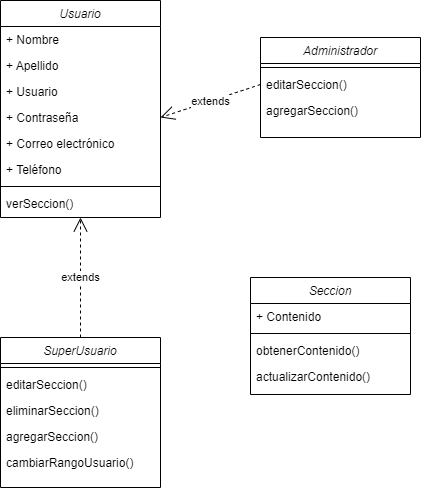 Usuario
+ Nombre
+ Apellido
+ Usuario
+ Contraseña
+ Correo electrónico
+ Teléfono
verSeccion()
extends
Administrador
editarSeccion()
agregarSeccion()
extends
SuperUsuario
editarSeccion()
eliminarSeccion()
agregarSeccion()
cambiarRangoUsuario()
Seccion
+ Contenido
obtenerContenido()
actualizarContenido()